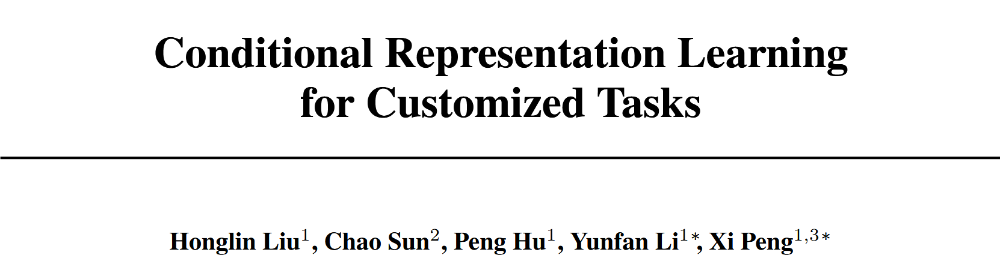 Conditional Representation Learning
for Customized Tasks
Honglin Liu¹, Chao Sun², Peng Hu¹, Yunfan Li¹*, Xi Peng¹,³*